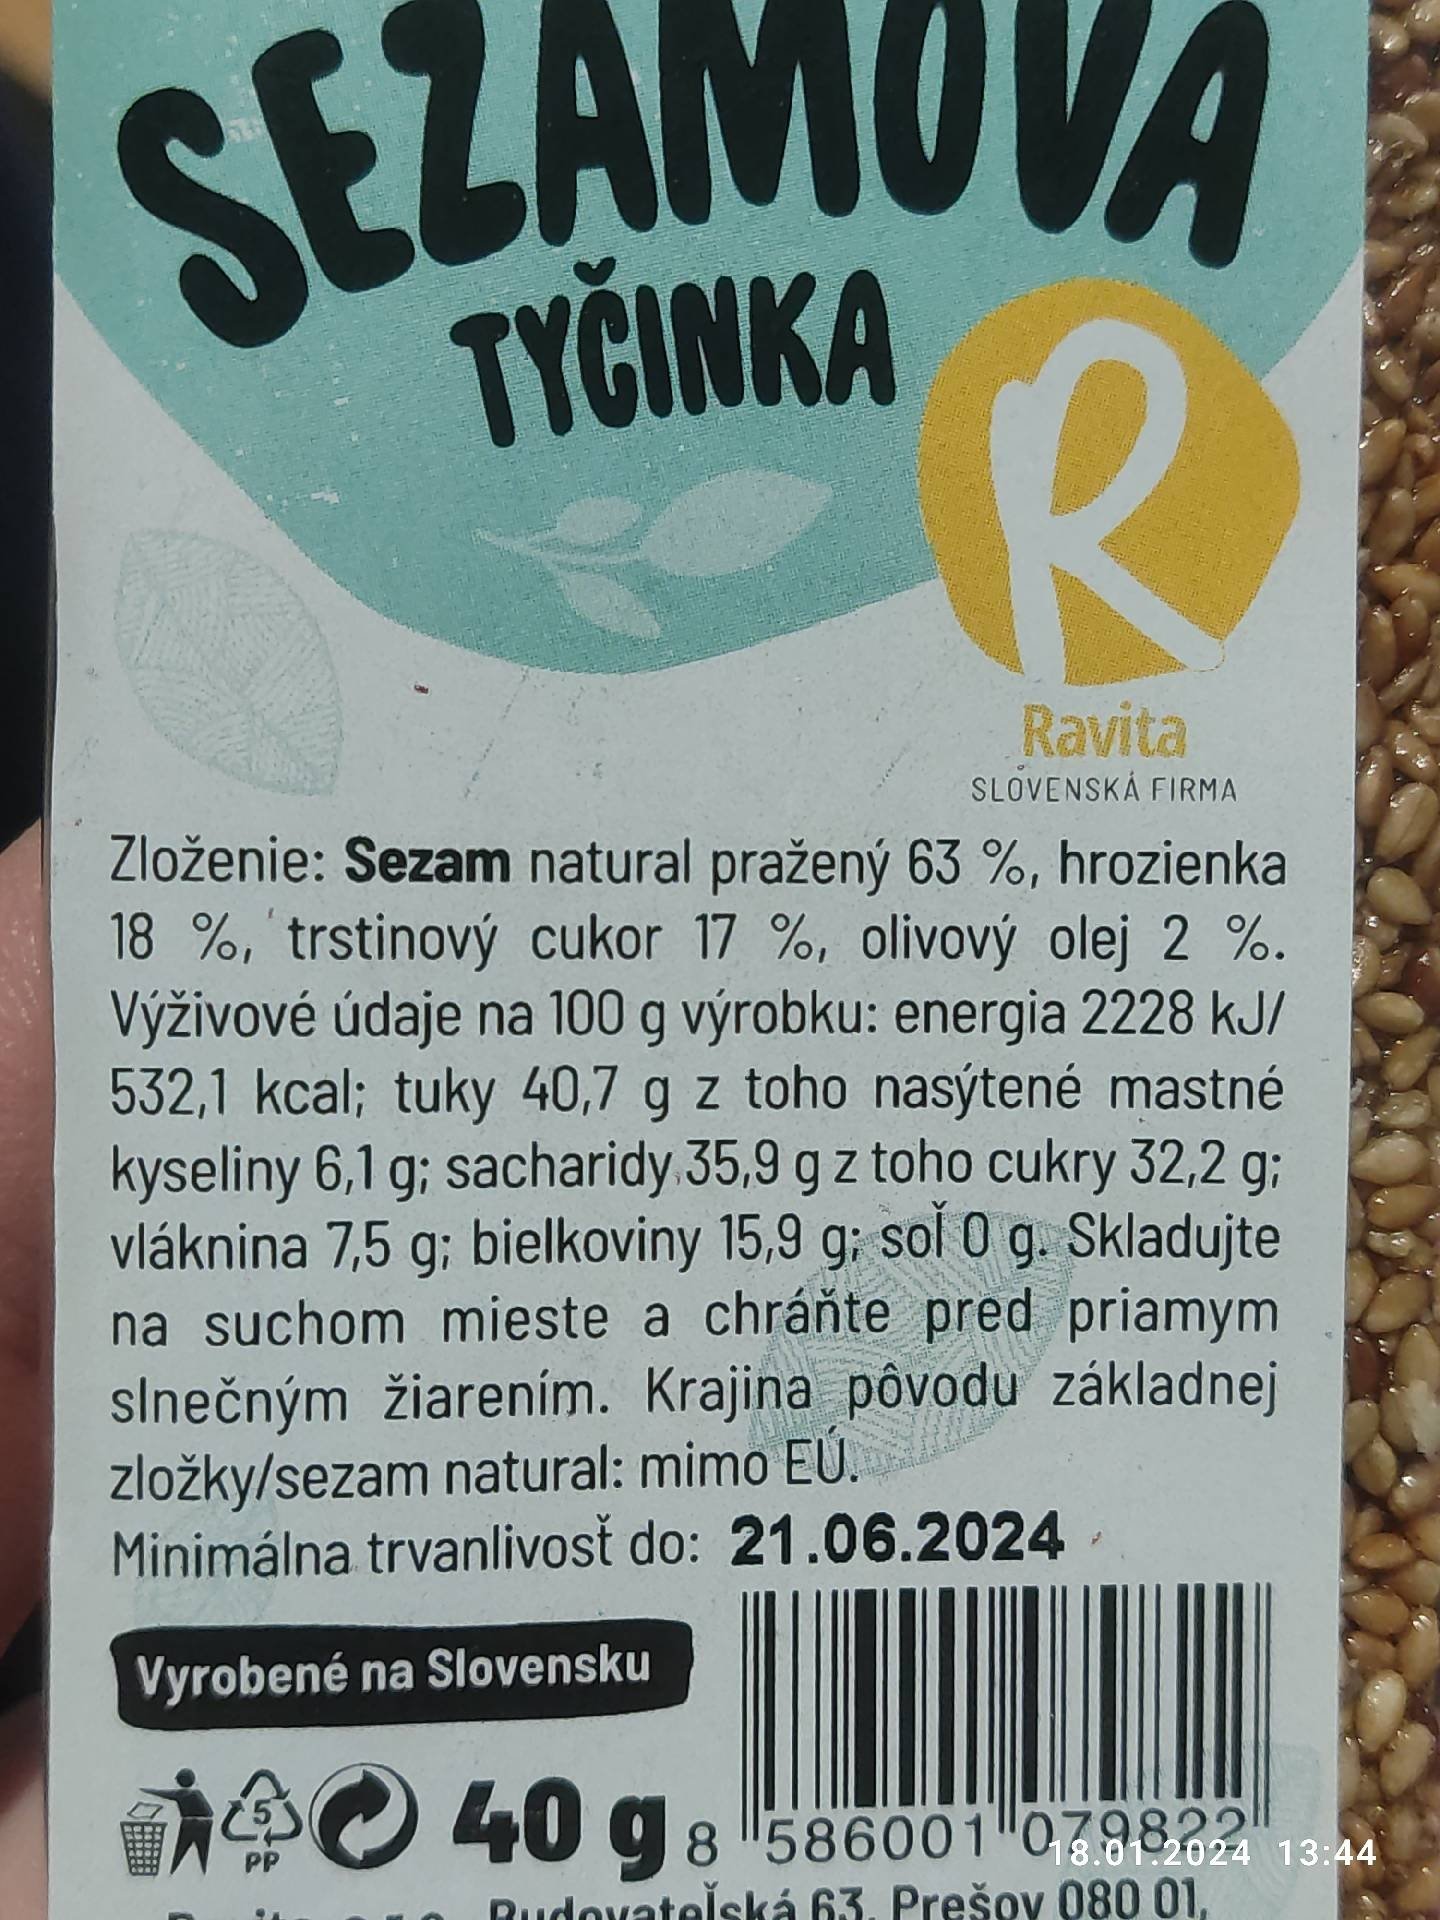 SEZAMOVÁ
TYČINKA
R
Ravita
SLOVENSKÁ FIRMA
Zloženie: Sezam natural pražený 63 %, hrozienka
18 %, trstinový cukor 17 %, olivový olej 2 %.
Výživové údaje na 100 g výrobku: energia 2228 kJ/
532,1 kcal; tuky 40,7 g z toho nasýtené mastné
kyseliny 6,1 g; sacharidy 35,9 g z toho cukry 32,2 g;
vláknina 7,5 g; bielkoviny 15,9 g; soľ 0 g. Skladujte
na suchom mieste a chráňte pred priamym
slnečným žiarením. Krajina pôvodu základnej
zložky/sezam natural: mimo EÚ.
Minimálna trvanlivosť do: 21.06.2024
Vyrobené na Slovensku
5
PP
40 g
8 586001 079822
18.01.2024 13:44
Rudovateľská 63, Prešov 080 01,